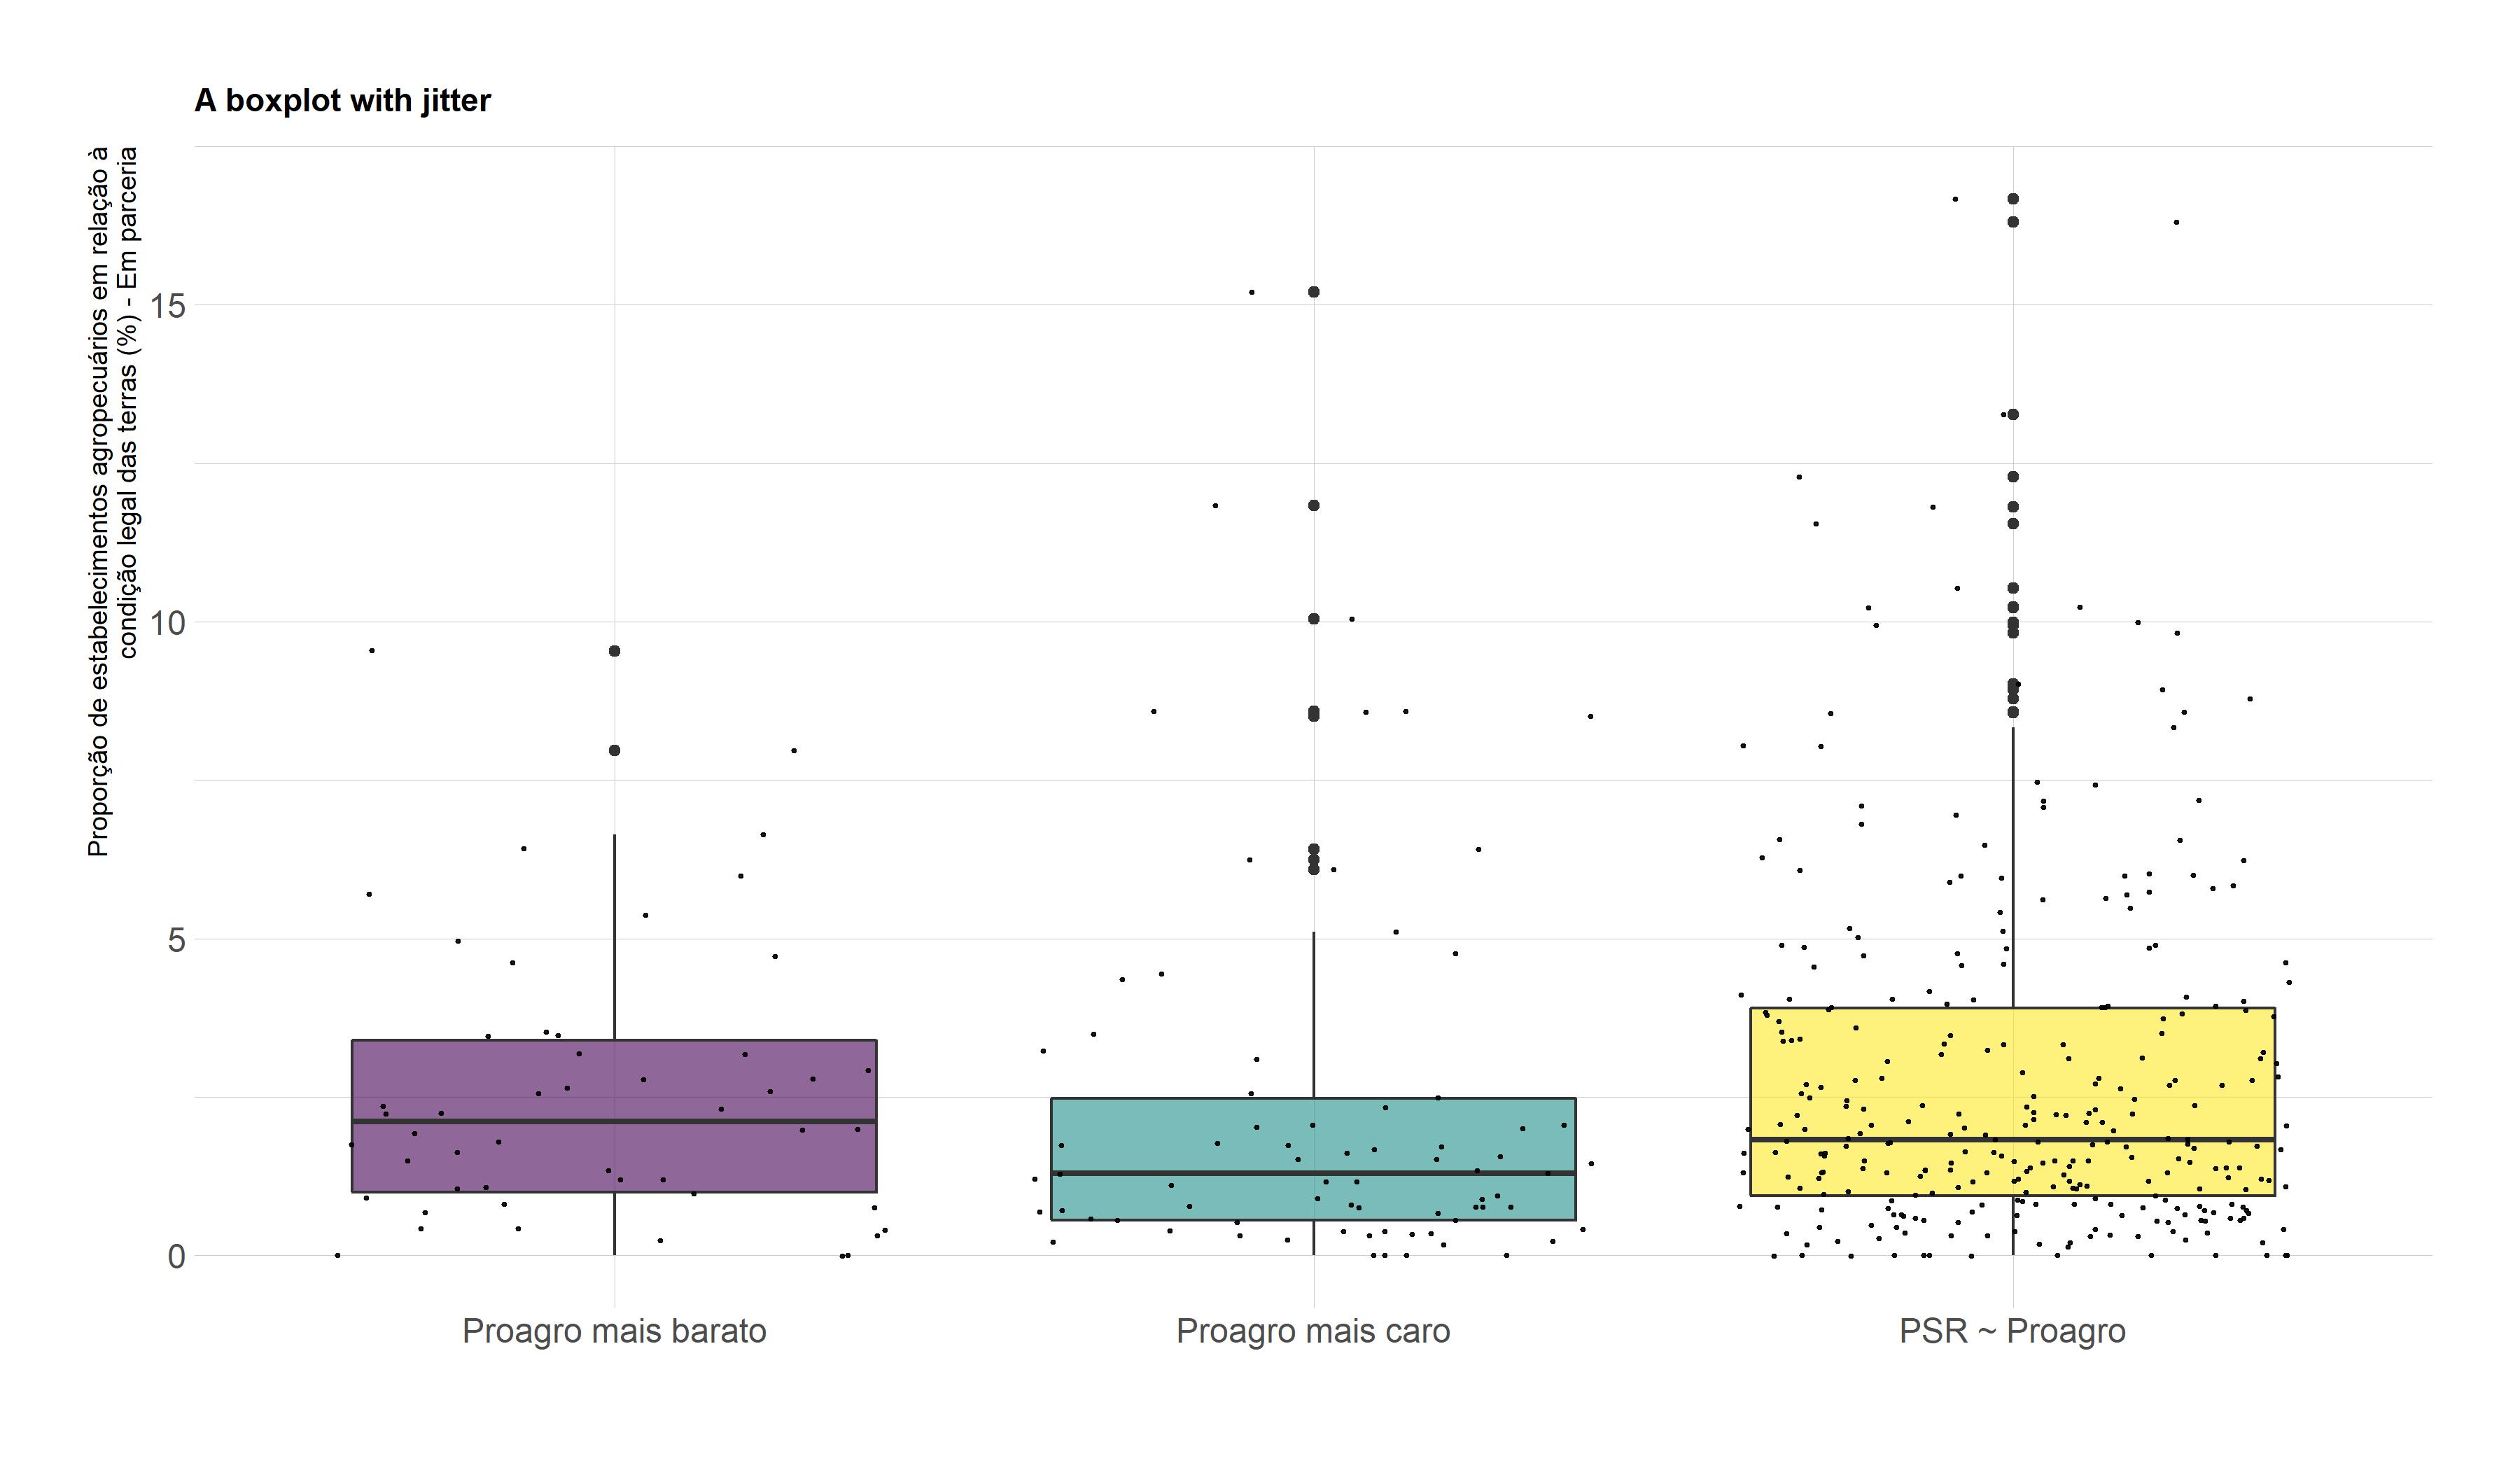 A boxplot with jitter
Proporção de estabelecimentos agropecuários em relação à
condição legal das terras (%) - Em parceria
15
10
5
0
Proagro mais barato
Proagro mais caro
PSR ~ Proagro